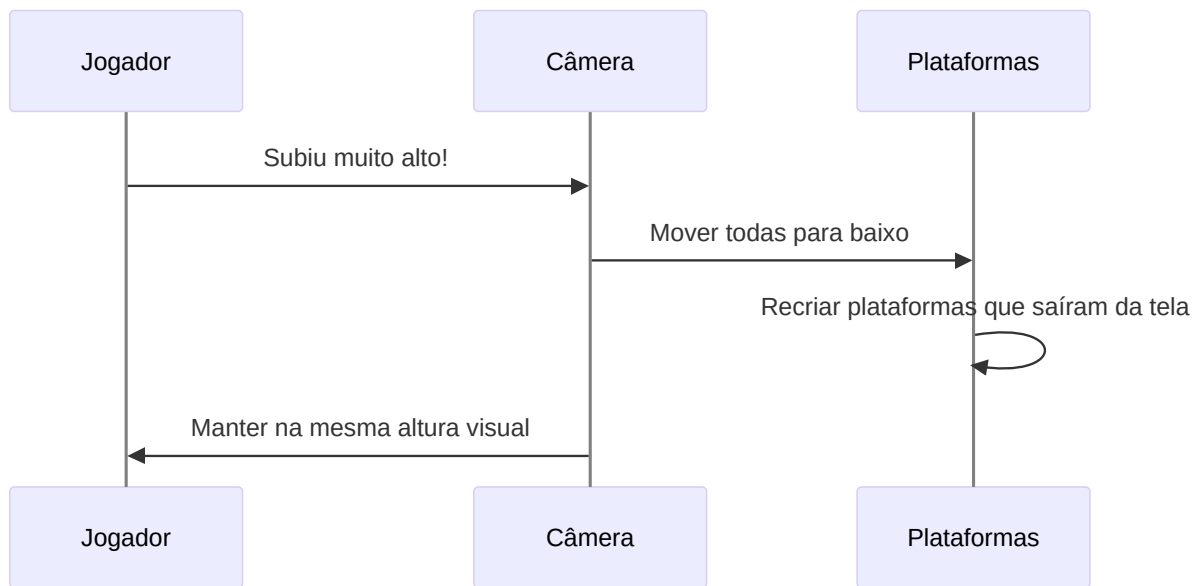 Jogador
Câmera
Plataformas
Subiu muito alto!
Mover todas para baixo
Recriar plataformas que saíram da tela
Manter na mesma altura visual
Jogador
Câmera
Plataformas